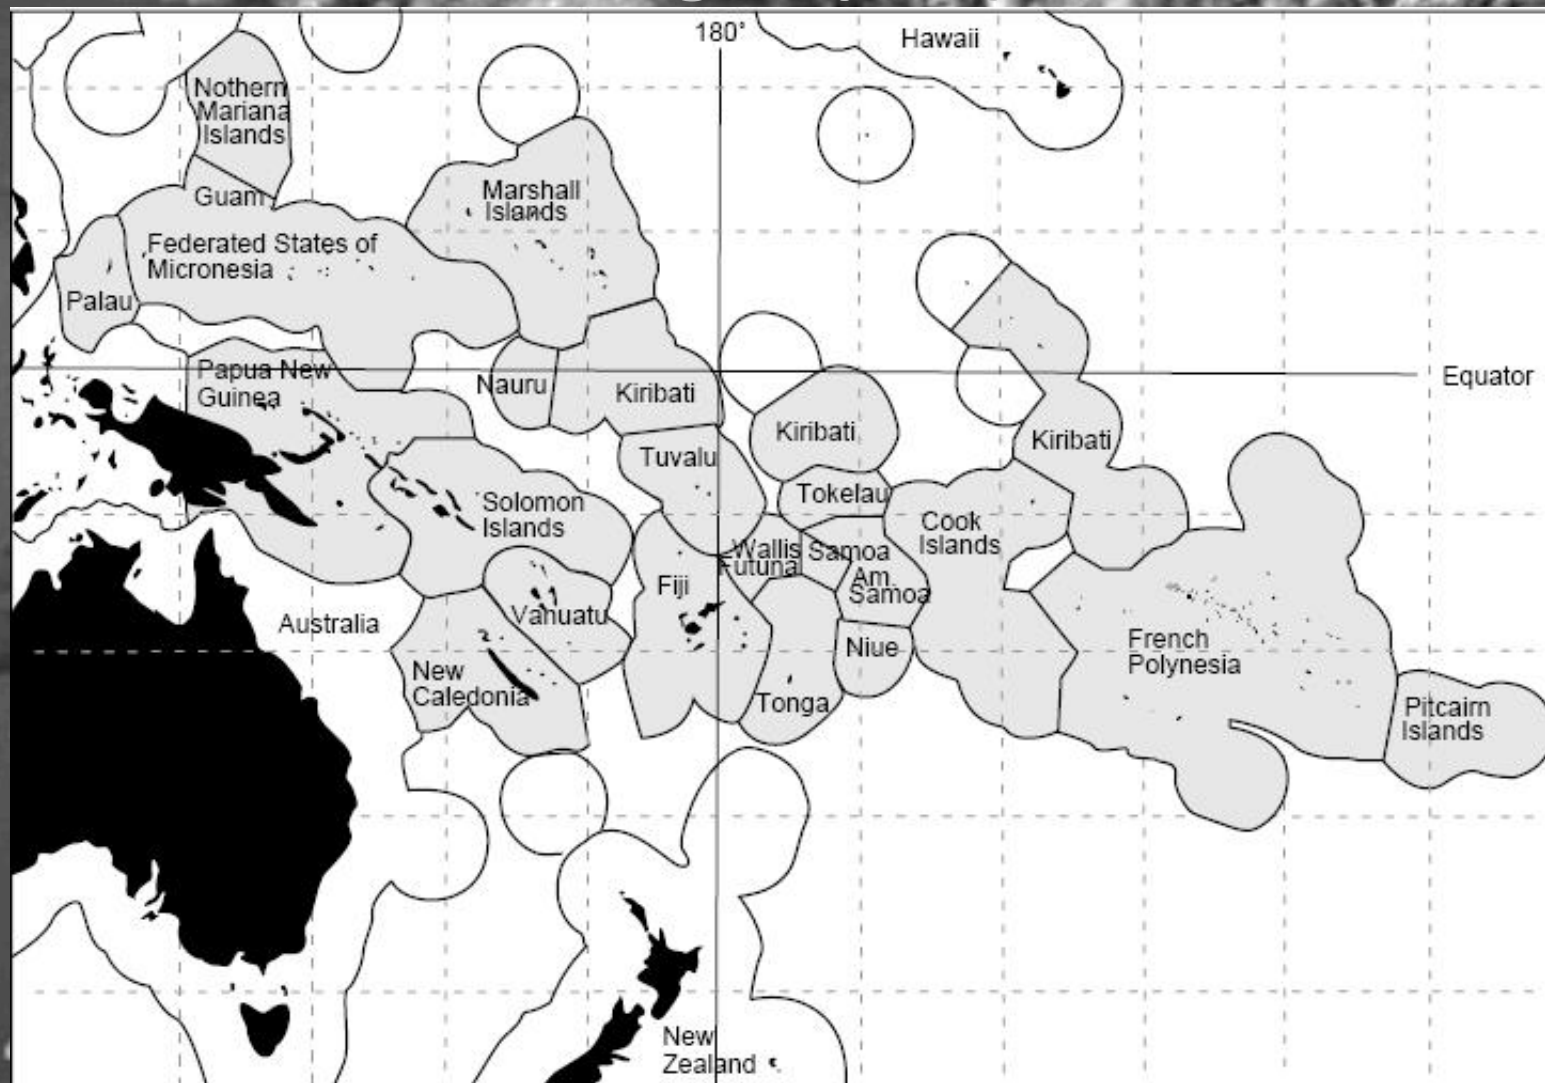 180°
Hawaii
Nothern
Mariana
Islands
Guam
Marshall
Islands
Federated States of
Micronesia
Palau
Papua New
Guinea
Nauru
Kiribati
Equator
Kiribati
Kiribati
Tuvalu
Tokelau
Solomon
Islands
Cook
Islands
Wallis
Futuna
Samoa
Am
Samoa
Fiji
Vanuatu
Australia
Niue
French
Polynesia
New
Caledonia
Tonga
Pitcairn
Islands
New
Zealand